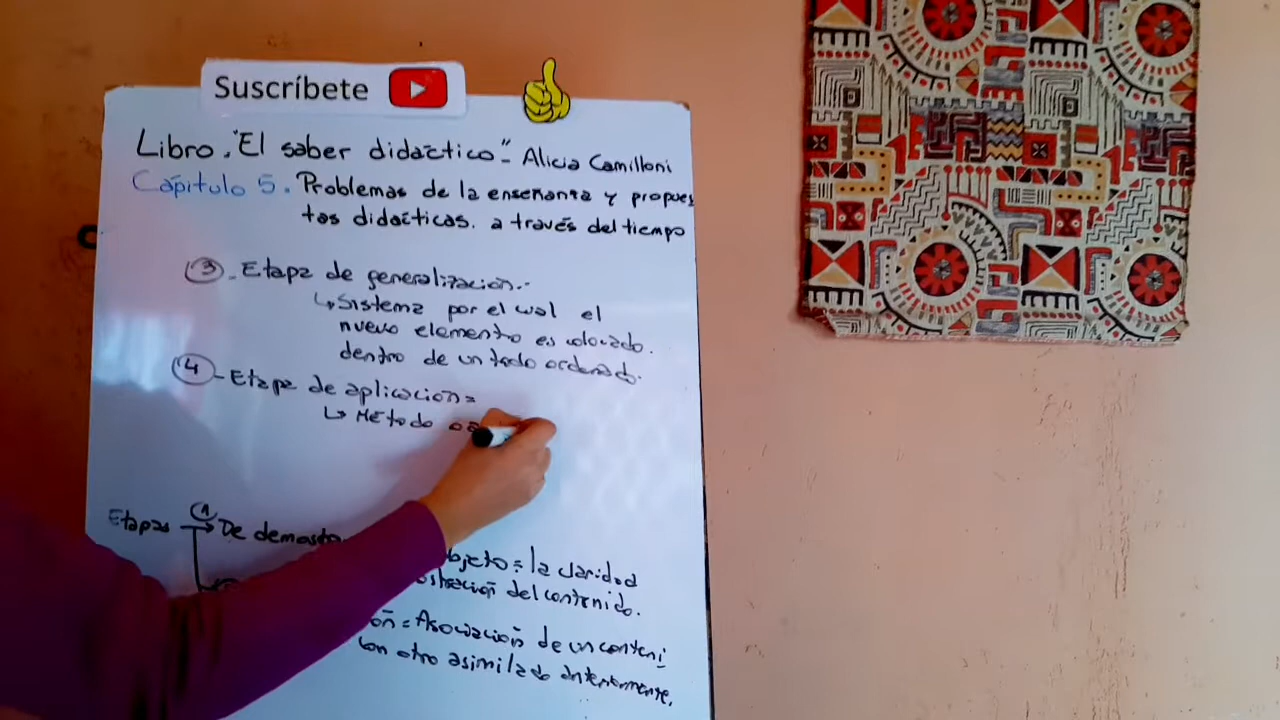 Suscríbete
Libro. "El saber didáctico" - Alicia Camilloni
Capítulo 5. Problemas de la enseñanza y propues
tas didácticas. a través del tiempo
3 - Etapa de generalización.-
↳ Sistema por el cual el
nuevo elemento es colocado
dentro de un todo ordenado.
4 - Etapa de aplicación =
↳ Método
Etapas 1 De demostr
bjeto = la claridad
ostración del contenido.
ón = Asociación de un conteni
con otro asimilado anteriormente.